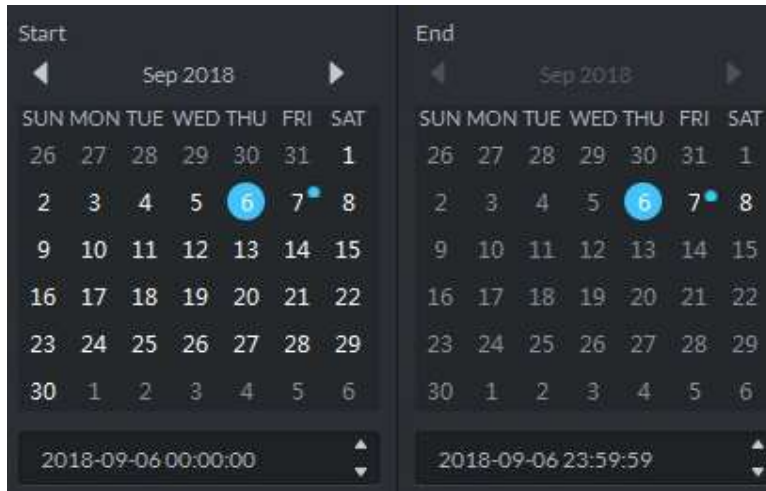 Start
Sep 2018
SUN MON TUE WED THU FRI SAT
26 27 28 29 30 31 1
2 3 4 5 6 7 8
9 10 11 12 13 14 15
16 17 18 19 20 21 22
23 24 25 26 27 28 29
30 1 2 3 4 5 6
2018-09-06 00:00:00
End
Sep 2018
SUN MON TUE WED THU FRI SAT
26 27 28 29 30 31 1
2 3 4 5 6 7 8
9 10 11 12 13 14 15
16 17 18 19 20 21 22
23 24 25 26 27 28 29
30 1 2 3 4 5 6
2018-09-06 23:59:59